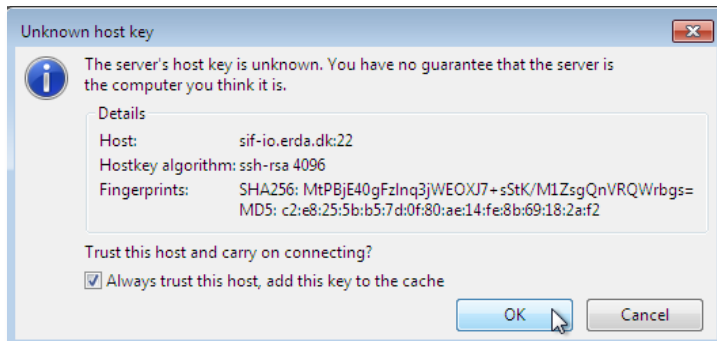 Unknown host key
The server's host key is unknown. You have no guarantee that the server is
the computer you think it is.
Details
Host: sif-io.erda.dk:22
Hostkey algorithm: ssh-rsa 4096
Fingerprints: SHA256: MtPBjE40gFzInq3jWEOXJ7+sStK/M1ZsgQnVRQWrbgs=
MD5: c2:e8:25:5b:b5:7d:0f:80:ae:14:fe:8b:69:18:2a:f2
Trust this host and carry on connecting?
Always trust this host, add this key to the cache
OK Cancel